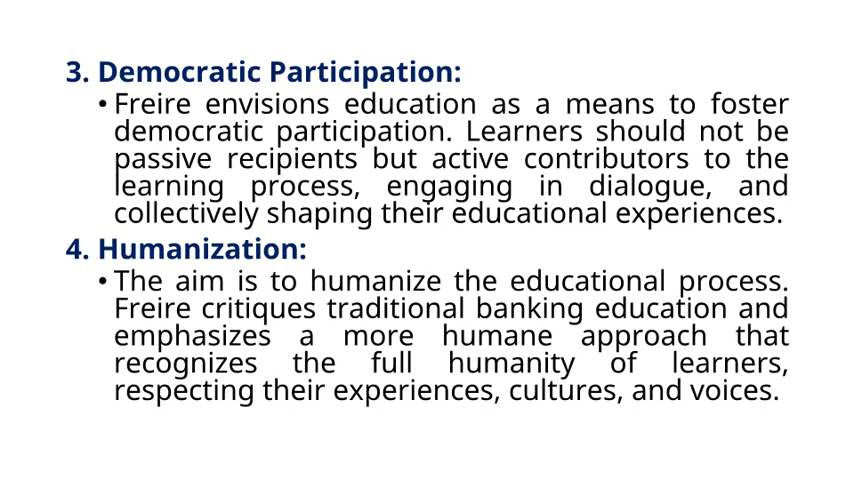 3. Democratic Participation:
• Freire envisions education as a means to foster
democratic participation. Learners should not be
passive recipients but active contributors to the
learning process, engaging in dialogue, and
collectively shaping their educational experiences.
4. Humanization:
• The aim is to humanize the educational process.
Freire critiques traditional banking education and
emphasizes a more humane approach that
recognizes the full humanity of learners,
respecting their experiences, cultures, and voices.